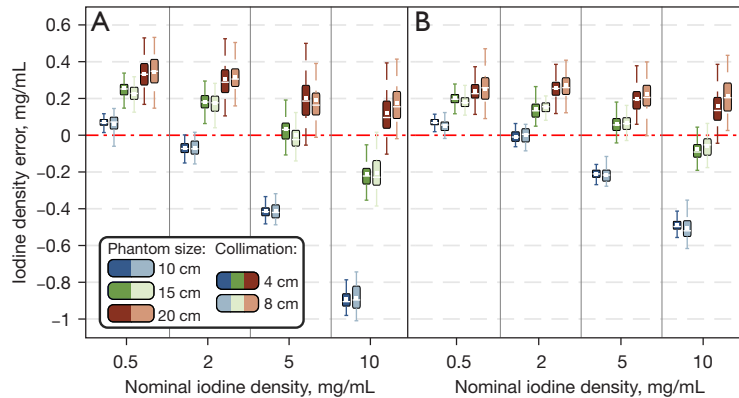 A
B
0.6
0.4
0.2
0
−0.2
−0.4
−0.6
−0.8
−1
Iodine density error, mg/mL
Phantom size: Collimation:
10 cm
15 cm
20 cm
4 cm
8 cm
0.5 2 5 10 0.5 2 5 10
Nominal iodine density, mg/mL Nominal iodine density, mg/mL